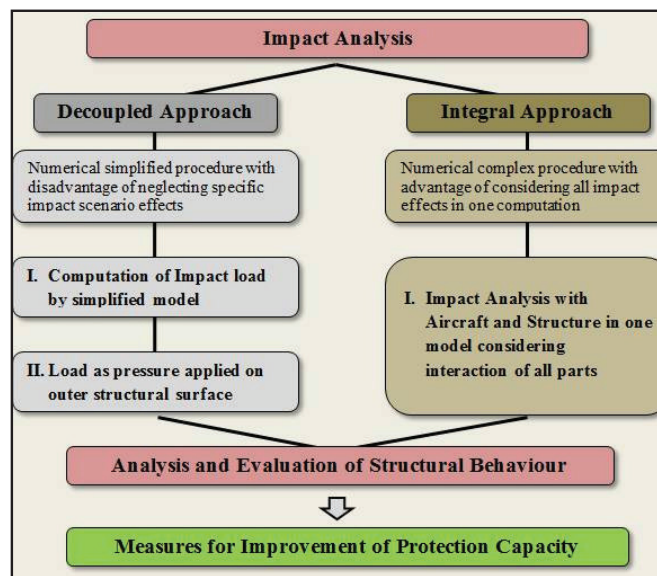 Impact Analysis
Decoupled Approach
Numerical simplified procedure with
disadvantage of neglecting specific
impact scenario effects
I. Computation of Impact load
by simplified model
II. Load as pressure applied on
outer structural surface
Integral Approach
Numerical complex procedure with
advantage of considering all impact
effects in one computation
I. Impact Analysis with
Aircraft and Structure in one
model considering
interaction of all parts
Analysis and Evaluation of Structural Behaviour
Measures for Improvement of Protection Capacity